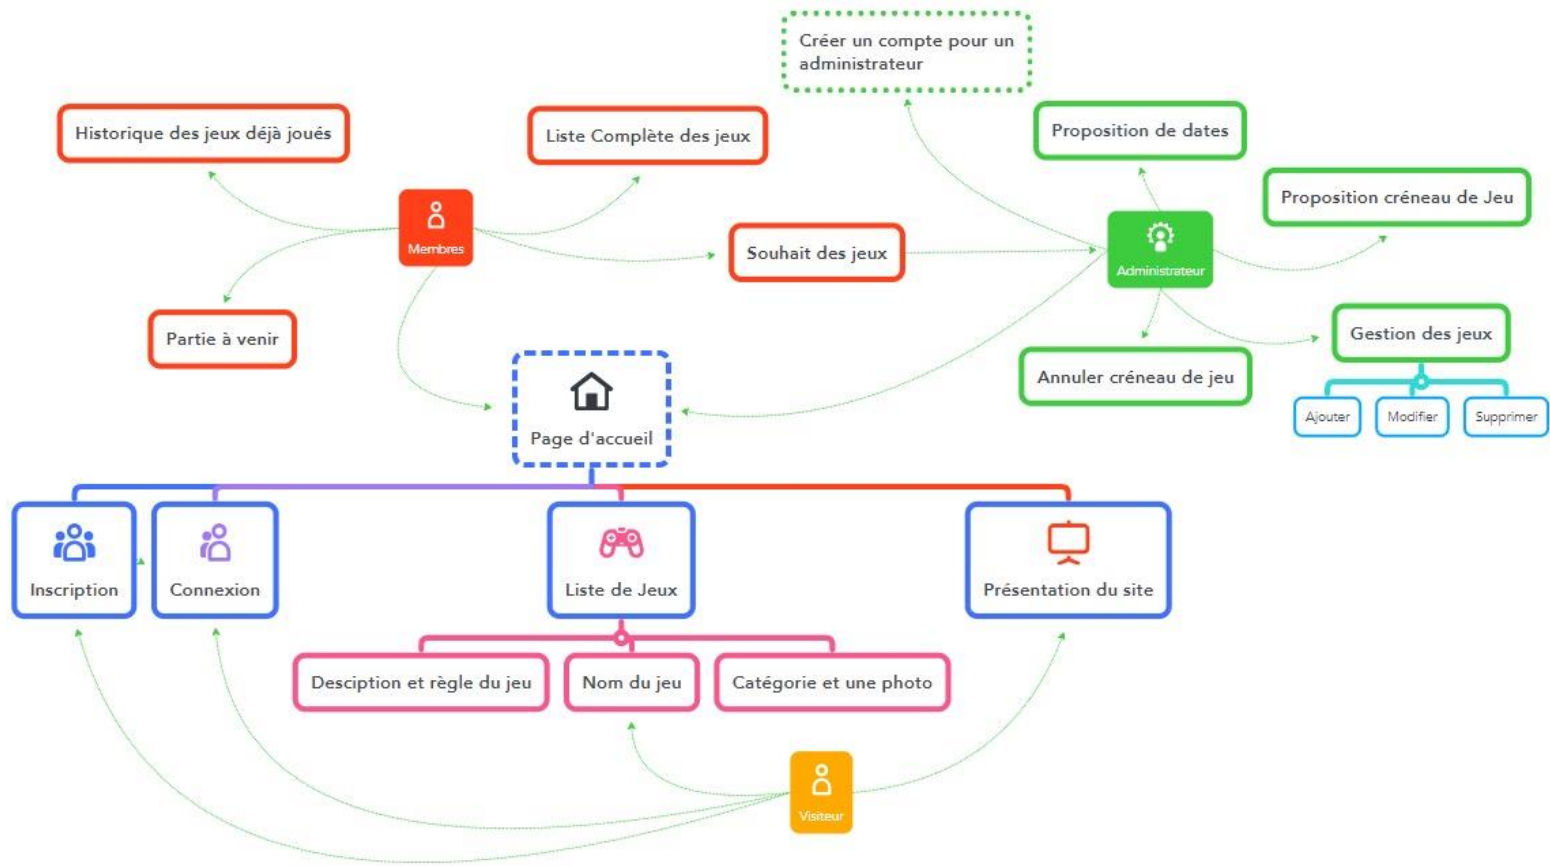 Créer un compte pour un
administrateur
Historique des jeux déjà joués
Liste Complète des jeux
Proposition de dates
Proposition créneau de Jeu
Membres
Souhait des jeux
Administrateur
Partie à venir
Gestion des jeux
Annuler créneau de jeu
Ajouter
Modifier
Supprimer
Page d'accueil
Inscription
Connexion
Liste de Jeux
Présentation du site
Desciption et règle du jeu
Nom du jeu
Catégorie et une photo
Visiteur